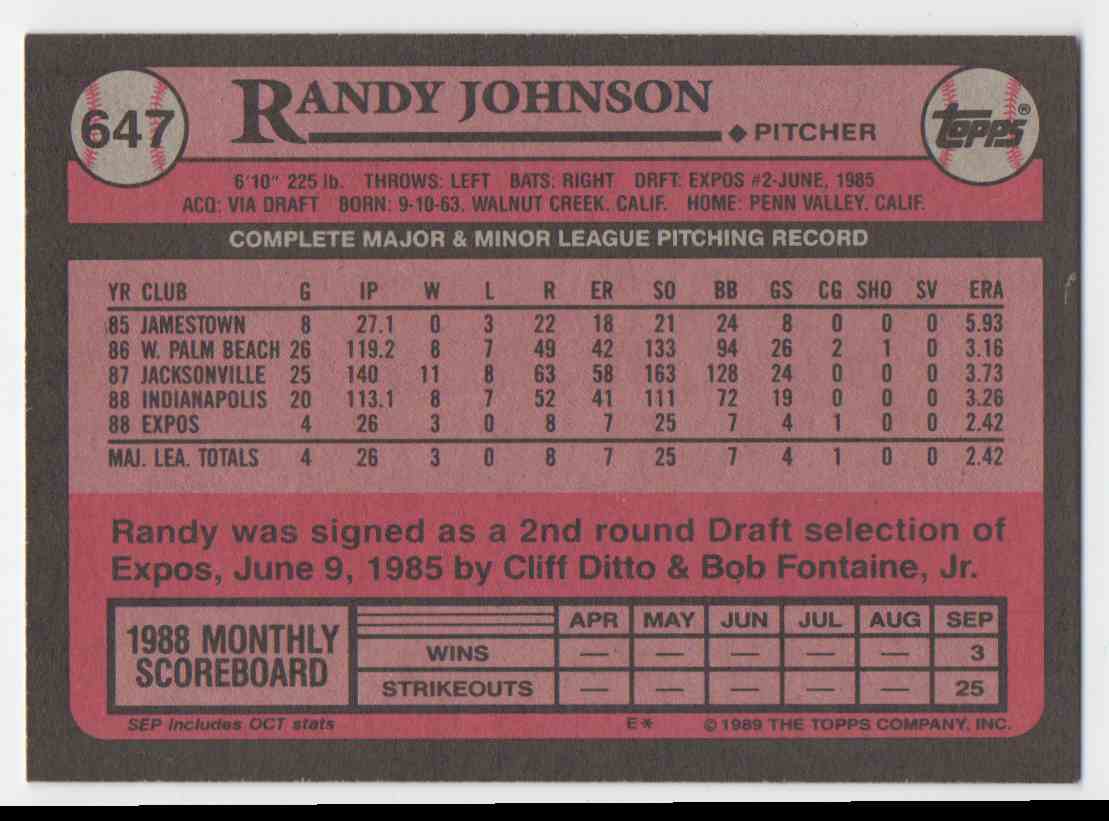 647
RANDY JOHNSON
◆ PITCHER
topps®
6'10" 225 lb. THROWS: LEFT BATS: RIGHT DRFT: EXPOS #2-JUNE, 1985
ACQ: VIA DRAFT BORN: 9-10-63, WALNUT CREEK, CALIF. HOME: PENN VALLEY, CALIF.
COMPLETE MAJOR & MINOR LEAGUE PITCHING RECORD
YR CLUB G IP W L R ER SO BB GS CG SHO SV ERA
85 JAMESTOWN 8 27.1 0 3 22 18 21 24 8 0 0 0 5.93
86 W. PALM BEACH 26 119.2 8 7 49 42 133 94 26 2 1 0 3.16
87 JACKSONVILLE 25 140 11 8 63 58 163 128 24 0 0 0 3.73
88 INDIANAPOLIS 20 113.1 8 7 52 41 111 72 19 0 0 0 3.26
88 EXPOS 4 26 3 0 8 7 25 7 4 1 0 0 2.42
MAJ. LEA. TOTALS 4 26 3 0 8 7 25 7 4 1 0 0 2.42
Randy was signed as a 2nd round Draft selection of
Expos, June 9, 1985 by Cliff Ditto & Bob Fontaine, Jr.
1988 MONTHLY
SCOREBOARD
APR MAY JUN JUL AUG SEP
WINS — — — — — 3
STRIKEOUTS — — — — — 25
SEP includes OCT stats E* © 1989 THE TOPPS COMPANY, INC.